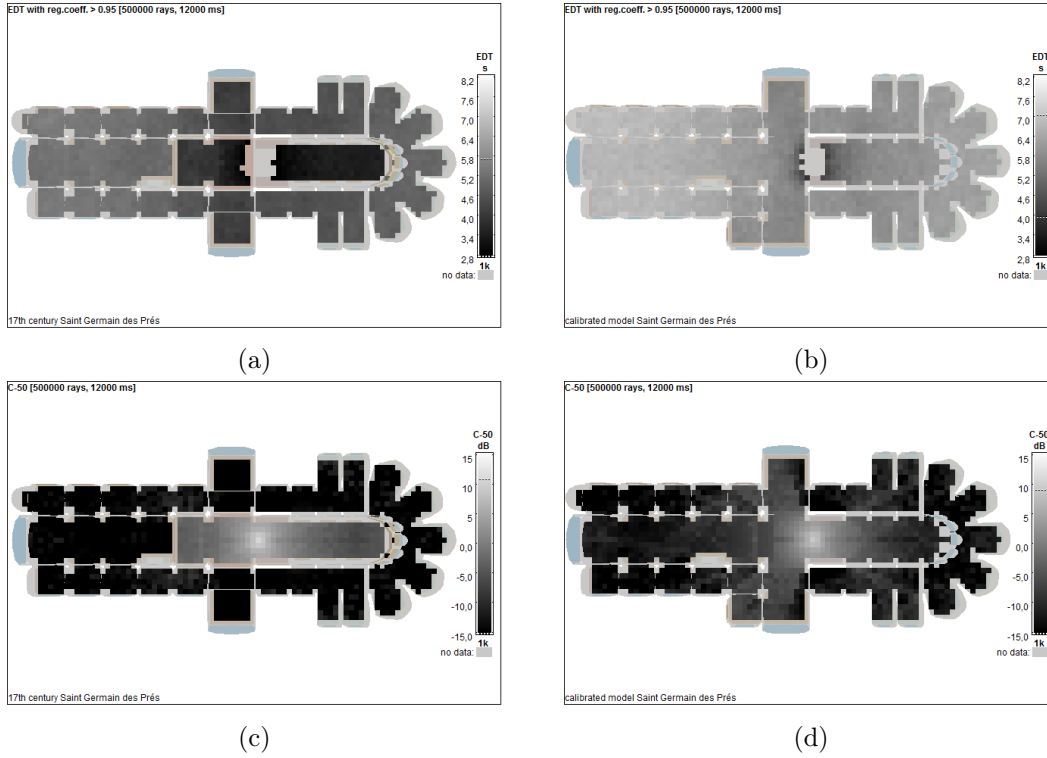 EDT with reg.coeff. > 0.95 [500000 rays, 12000 ms]
EDT
s
8,2
7,6
7,0
6,4
5,8
5,2
4,6
4,0
3,4
2,8
1k
no data:
17th century Saint Germain des Prés
(a)
EDT with reg.coeff. > 0.95 [500000 rays, 12000 ms]
EDT
s
8,2
7,6
7,0
6,4
5,8
5,2
4,6
4,0
3,4
2,8
1k
no data:
calibrated model Saint Germain des Prés
(b)
C-50 [500000 rays, 12000 ms]
C-50
dB
15
10
5
0,0
-5,0
-10,0
-15,0
1k
no data:
17th century Saint Germain des Prés
(c)
C-50 [500000 rays, 12000 ms]
C-50
dB
15
10
5
0,0
-5,0
-10,0
-15,0
1k
no data:
calibrated model Saint Germain des Prés
(d)